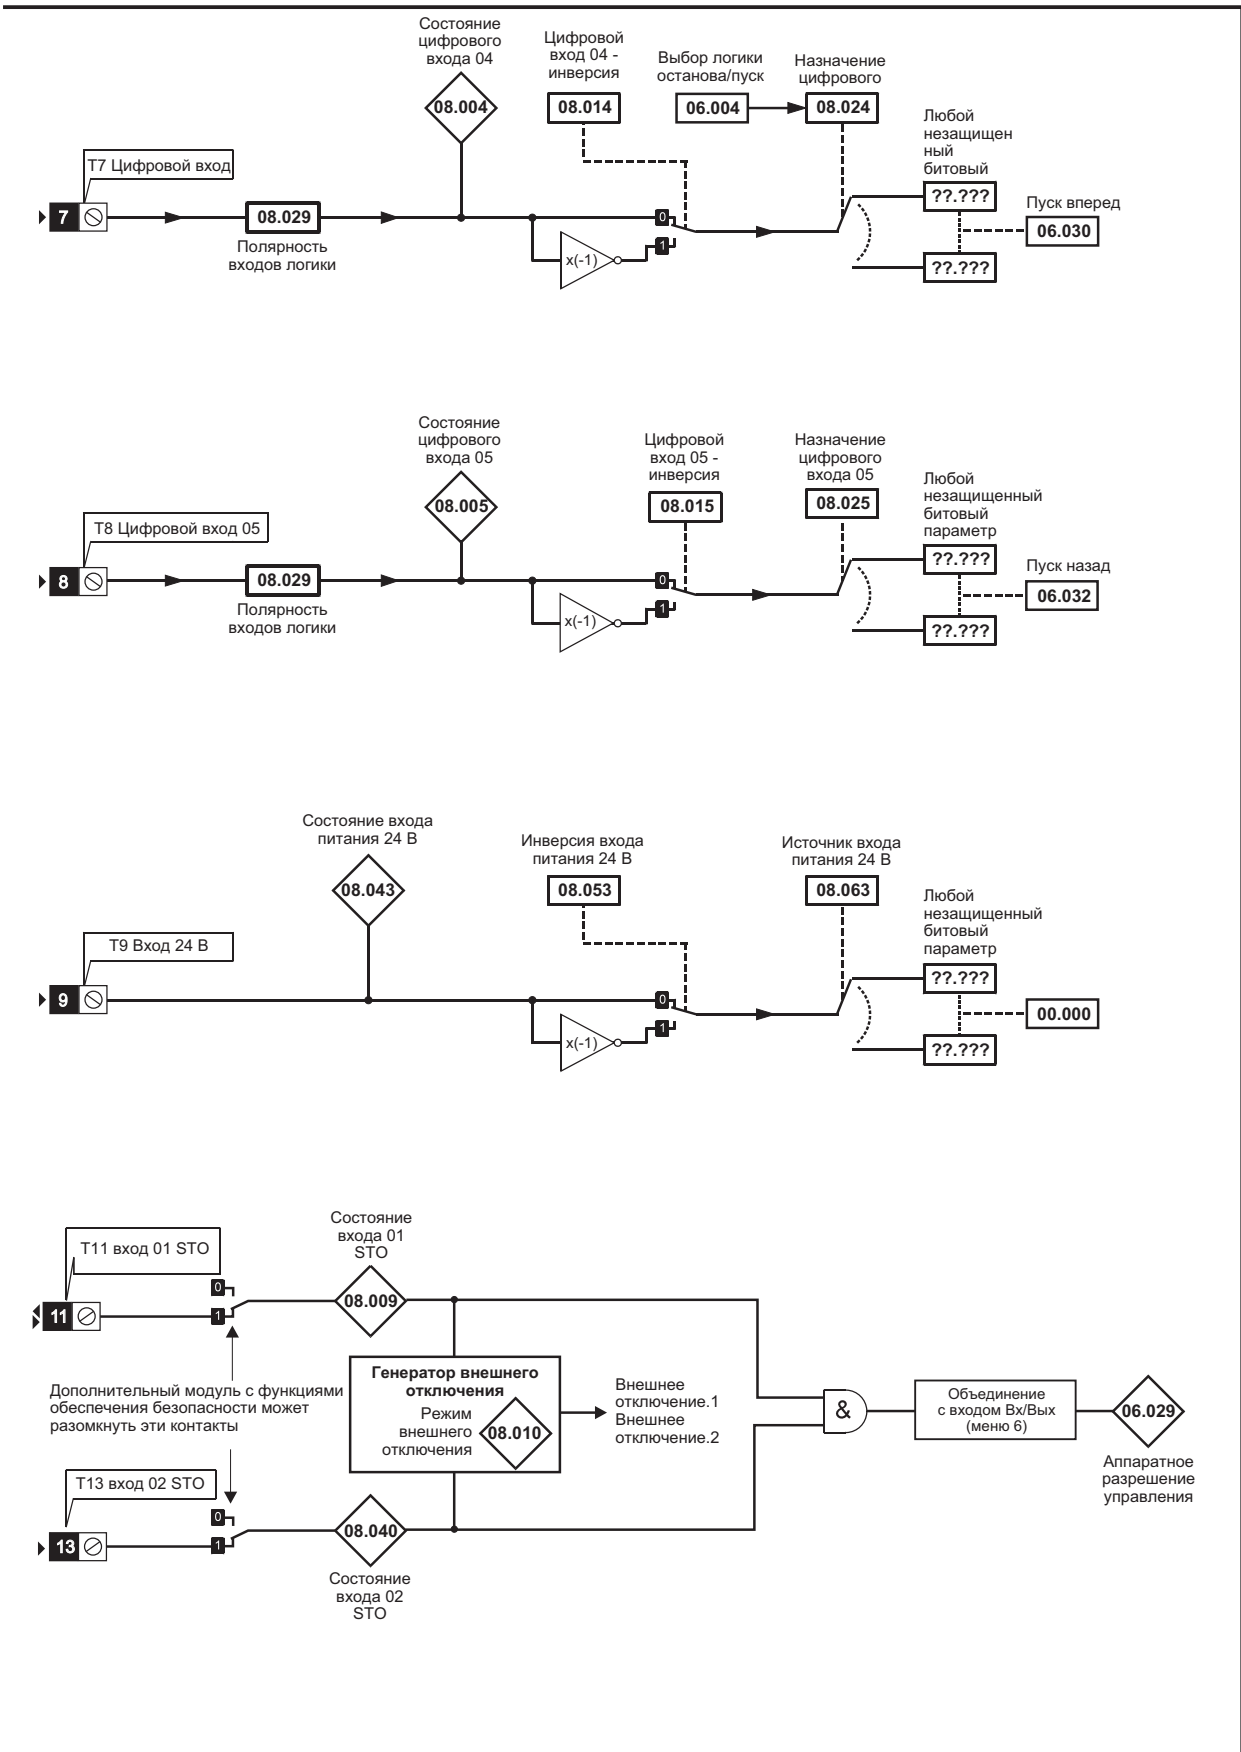 Состояние
цифрового
входа 04
08.004
Цифровой
вход 04 -
инверсия
08.014
Выбор логики
останова/пуск
06.004
Назначение
цифрового
08.024
Любой
незащищен
ный
битовый
??.???
??.???
Пуск вперед
06.030
T7 Цифровой вход
7
08.029
Полярность
входов логики
0
1
x(-1)
Состояние
цифрового
входа 05
08.005
Цифровой
вход 05 -
инверсия
08.015
Назначение
цифрового
входа 05
08.025
Любой
незащищенный
битовый
параметр
??.???
??.???
Пуск назад
06.032
T8 Цифровой вход 05
8
08.029
Полярность
входов логики
0
1
x(-1)
Состояние входа
питания 24 В
08.043
Инверсия входа
питания 24 В
08.053
Источник входа
питания 24 В
08.063
Любой
незащищенный
битовый
параметр
??.???
??.???
00.000
T9 Вход 24 В
9
0
1
x(-1)
Состояние
входа 01
STO
08.009
T11 вход 01 STO
11
0
1
Дополнительный модуль с функциями
обеспечения безопасности может
разомкнуть эти контакты
Генератор внешнего
отключения
Режим
внешнего
отключения
08.010
Внешнее
отключение.1
Внешнее
отключение.2
&
Объединение
с входом Вх/Вых
(меню 6)
06.029
Аппаратное
разрешение
управления
T13 вход 02 STO
13
0
1
08.040
Состояние
входа 02
STO